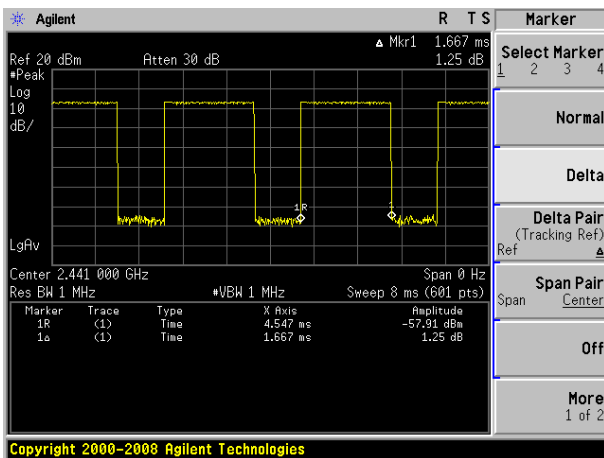 Agilent R T S Marker
Δ Mkr1 1.667 ms
Ref 20 dBm Atten 30 dB 1.25 dB
#Peak
Log
10
dB/
1R
1
LgAv
Center 2.441 000 GHz Span 0 Hz
Res BW 1 MHz #VBW 1 MHz Sweep 8 ms (601 pts)
Marker Trace Type X Axis Amplitude
1R (1) Time 4.547 ms -57.91 dBm
1Δ (1) Time 1.667 ms 1.25 dB
Select Marker
1 2 3 4
Normal
Delta
Delta Pair
(Tracking Ref)
Ref Δ
Span Pair
Span Center
Off
More
1 of 2
Copyright 2000-2008 Agilent Technologies